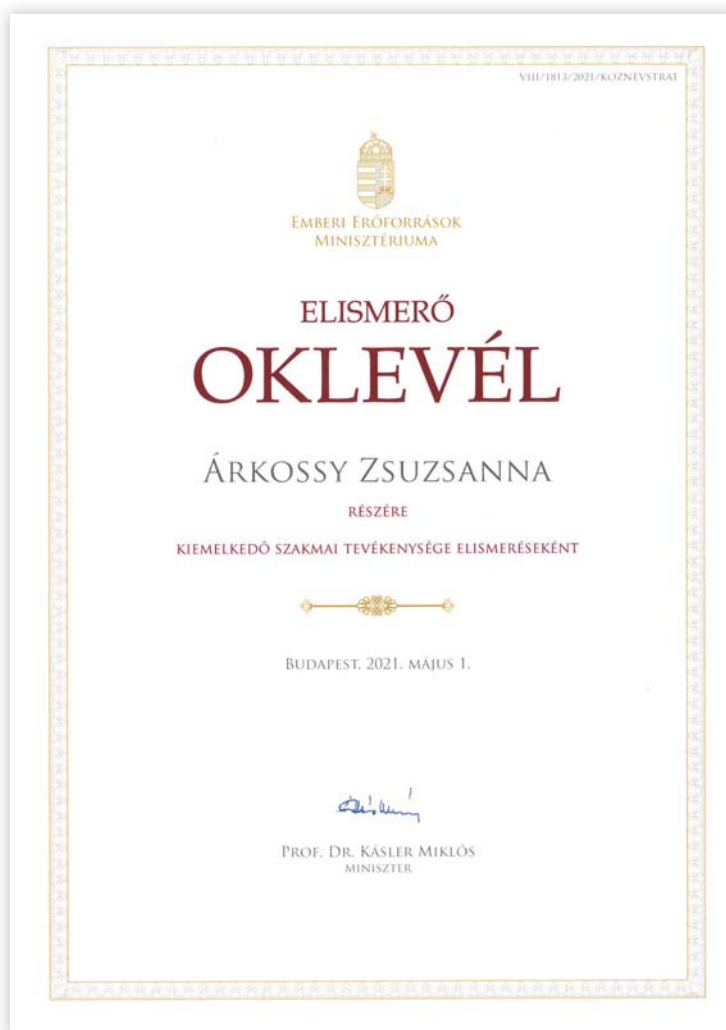 VIII/1813/2021/KOZNEVSTRAT
EMBERI ERŐFORRÁSOK
MINISZTÉRIUMA
ELISMERŐ
OKLEVÉL
ÁRKOSSY ZSUZSANNA
RÉSZÉRE
KIEMELKEDŐ SZAKMAI TEVÉKENYSÉGE ELISMERÉSEKÉNT
BUDAPEST, 2021. MÁJUS 1.
PROF. DR. KÁSLER MIKLÓS
MINISZTER